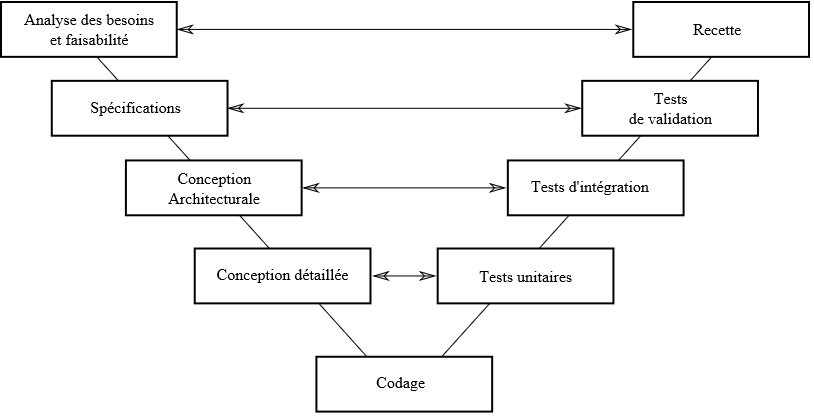 Analyse des besoins
et faisabilité
Recette
Spécifications
Tests
de validation
Conception
Architecturale
Tests d'intégration
Conception détaillée
Tests unitaires
Codage